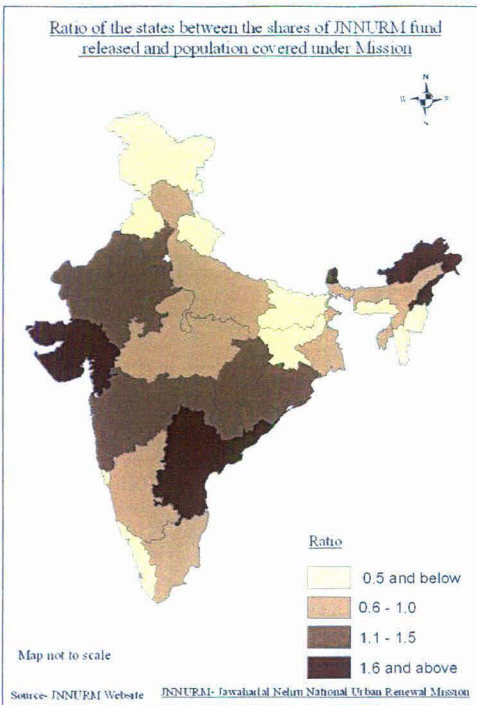 Ratio of the states between the shares of JNNURM fund
released and population covered under Mission
N
Ratio
0.5 and below
0.6 - 1.0
1.1 - 1.5
1.6 and above
Map not to scale
Source- JNNURM Website JNNURM- Jawaharlal Nehru National Urban Renewal Mission